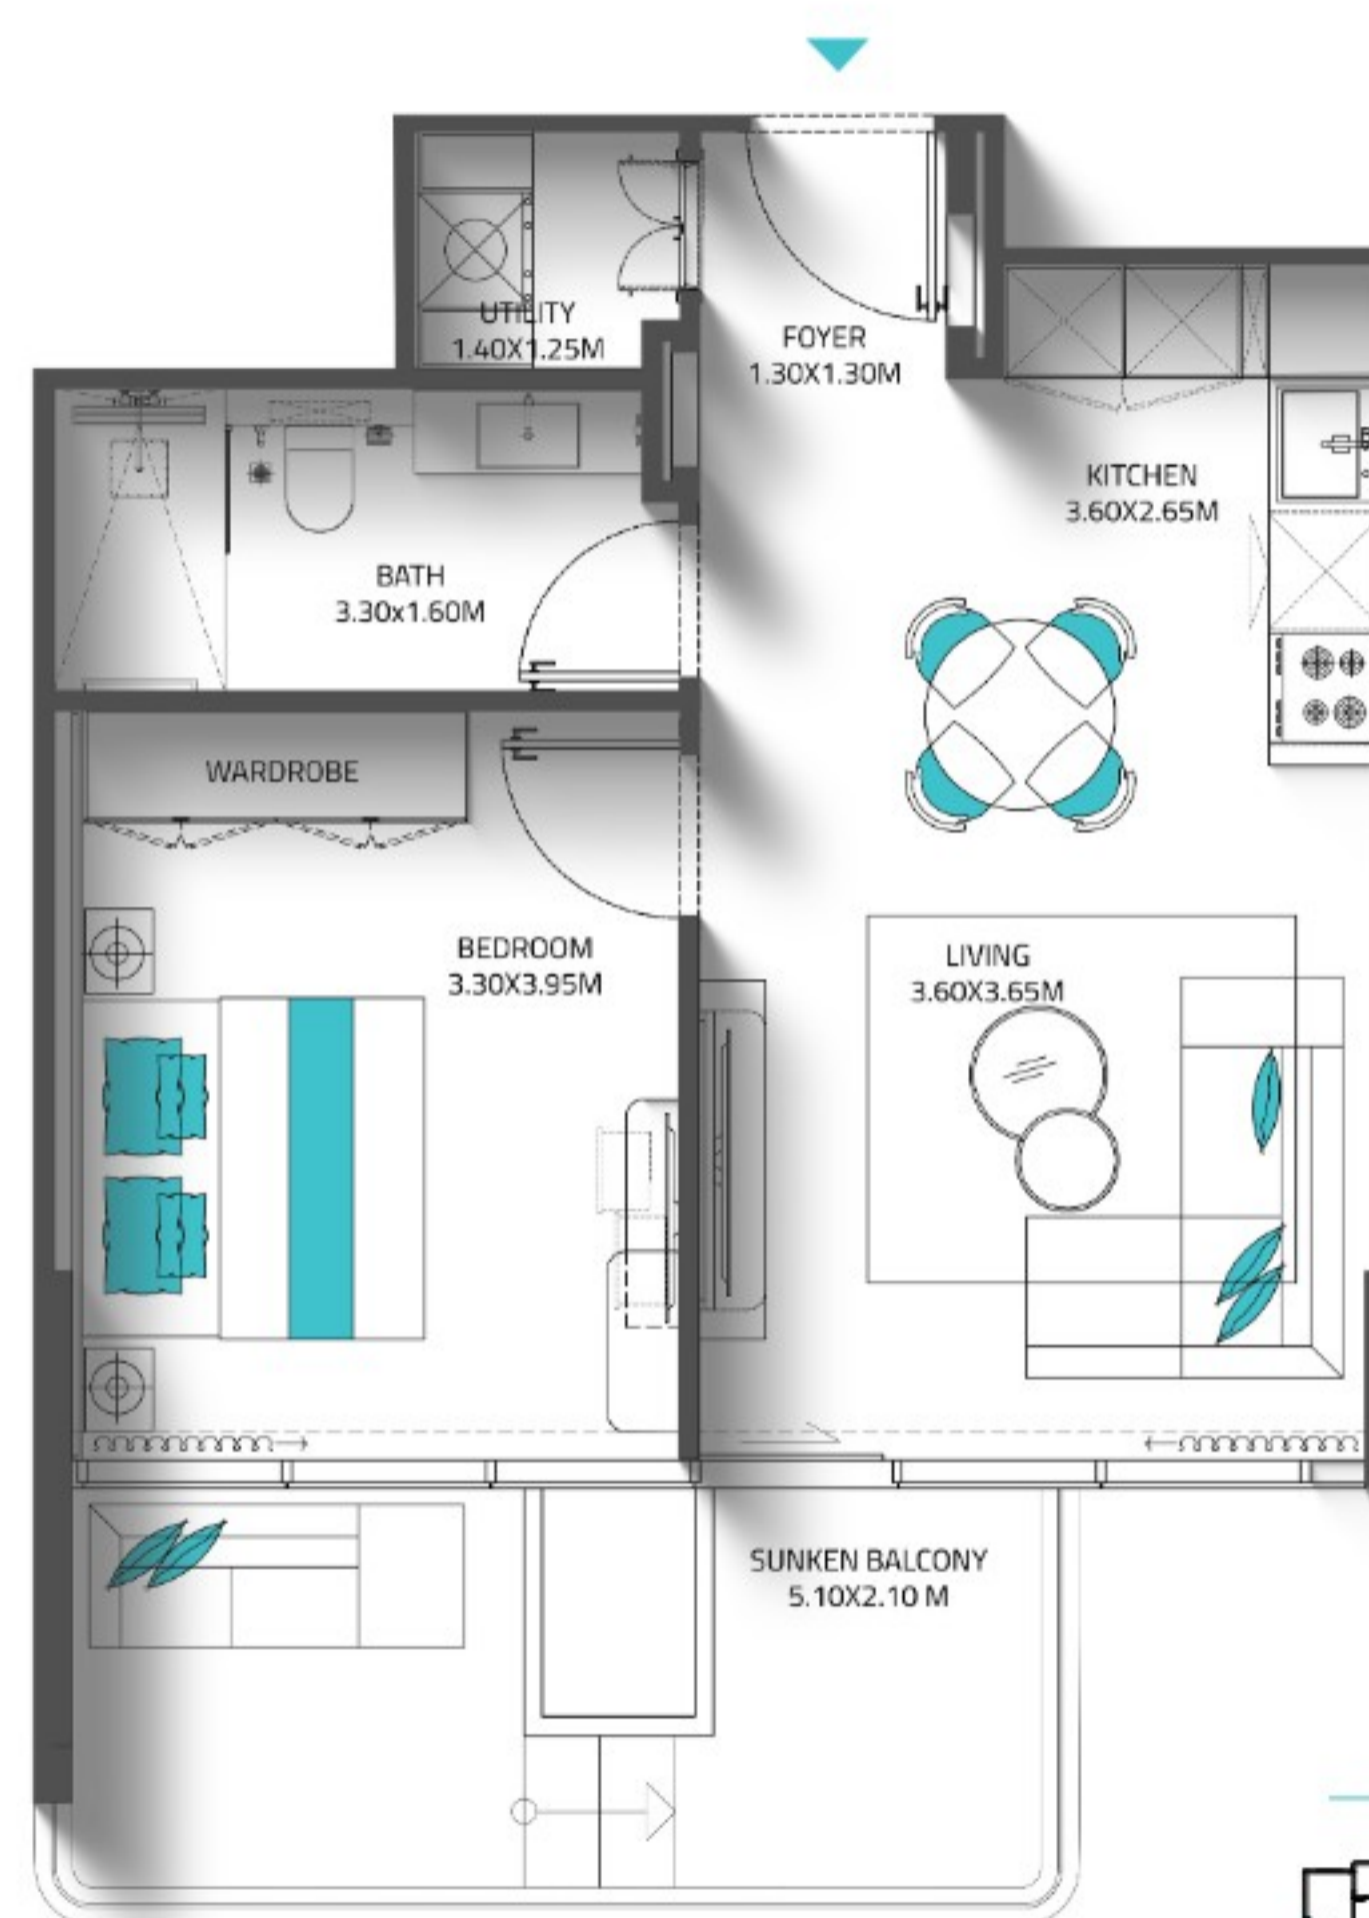 UTILITY
1.40X1.25M
FOYER
1.30X1.30M
KITCHEN
3.60X2.65M
BATH
3.30x1.60M
WARDROBE
BEDROOM
3.30X3.95M
LIVING
3.60X3.65M
SUNKEN BALCONY
5.10X2.10 M